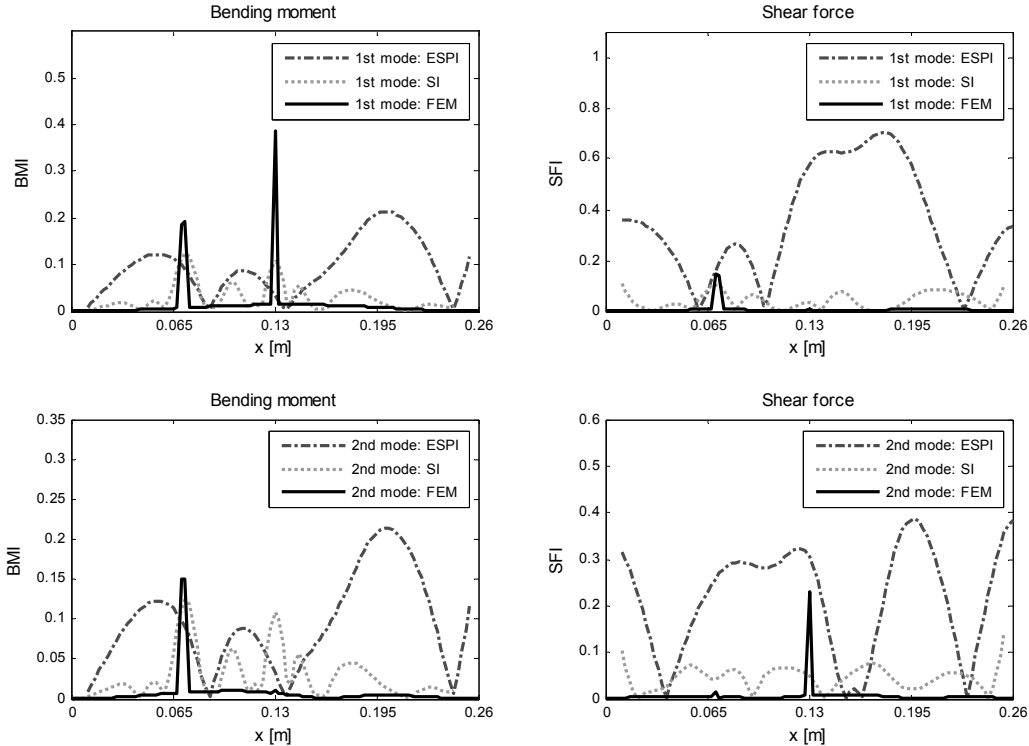 Bending moment
BMI
0.5
0.4
0.3
0.2
0.1
0
0
0.065
0.13
0.195
0.26
x [m]
1st mode: ESPI
1st mode: SI
1st mode: FEM
Shear force
SFI
1
0.8
0.6
0.4
0.2
0
0
0.065
0.13
0.195
0.26
x [m]
1st mode: ESPI
1st mode: SI
1st mode: FEM
Bending moment
BMI
0.35
0.3
0.25
0.2
0.15
0.1
0.05
0
0
0.065
0.13
0.195
0.26
x [m]
2nd mode: ESPI
2nd mode: SI
2nd mode: FEM
Shear force
SFI
0.6
0.5
0.4
0.3
0.2
0.1
0
0
0.065
0.13
0.195
0.26
x [m]
2nd mode: ESPI
2nd mode: SI
2nd mode: FEM